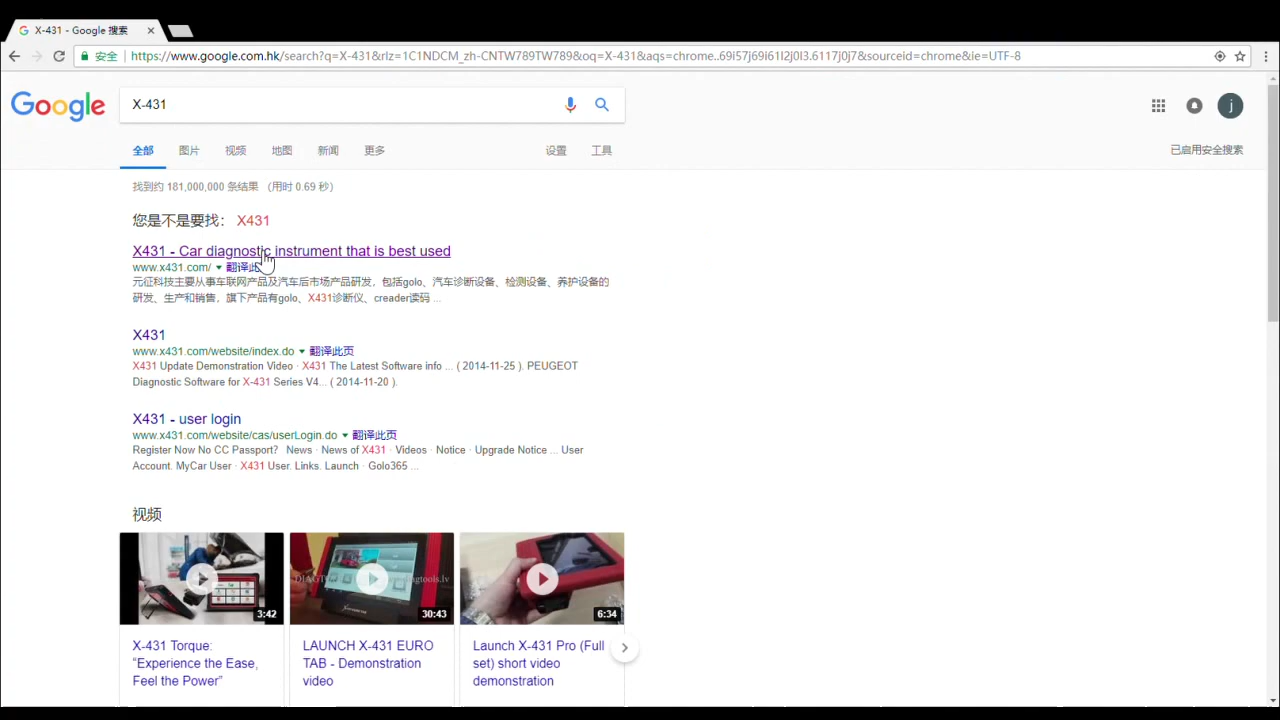 X-431 - Google 搜索
安全 https://www.google.com.hk/search?q=X-431&rlz=1C1NDCM_zh-CNTW789TW789&oq=X-431&aqs=chrome..69i57j69i61l2j0l3.6117j0j7&sourceid=chrome&ie=UTF-8
Google
X-431
j
全部 图片 视频 地图 新闻 更多 设置 工具 已启用安全搜索
找到约 181,000,000 条结果 （用时 0.69 秒）
您是不是要找： X431
X431 - Car diagnostic instrument that is best used
www.x431.com/ 翻译此
元征科技主要从事车联网产品及汽车后市场产品研发，包括golo、汽车诊断设备、检测设备、养护设备的
研发、生产和销售，旗下产品有golo、X431诊断仪、creader读码 ...
X431
www.x431.com/website/index.do 翻译此页
X431 Update Demonstration Video · X431 The Latest Software info ... ( 2014-11-25 ). PEUGEOT
Diagnostic Software for X-431 Series V4... ( 2014-11-20 ).
X431 - user login
www.x431.com/website/cas/userLogin.do 翻译此页
Register Now No CC Passport? News · News of X431 · Videos · Notice · Upgrade Notice ... User
Account. MyCar User · X431 User. Links. Launch · Golo365 ...
视频
3:42
30:43
6:34
X-431 Torque:
“Experience the Ease,
Feel the Power”
LAUNCH X-431 EURO
TAB - Demonstration
video
Launch X-431 Pro (Full
set) short video
demonstration